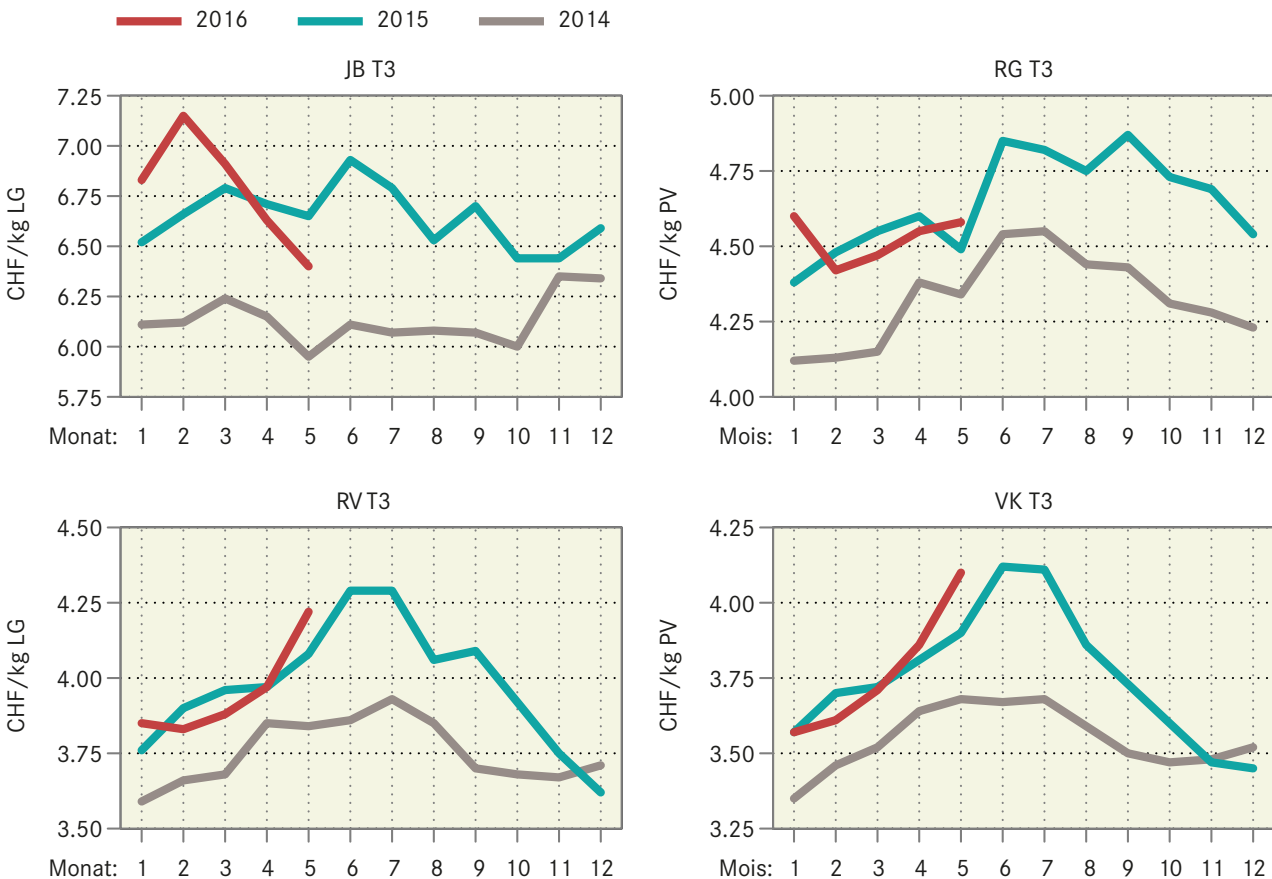 2016 2015 2014
JB T3
CHF/kg LG
7.25
7.00
6.75
6.50
6.25
6.00
5.75
Monat: 1 2 3 4 5 6 7 8 9 10 11 12
RG T3
CHF/kg PV
5.00
4.75
4.50
4.25
4.00
Mois: 1 2 3 4 5 6 7 8 9 10 11 12
RV T3
CHF/kg LG
4.50
4.25
4.00
3.75
3.50
Monat: 1 2 3 4 5 6 7 8 9 10 11 12
VK T3
CHF/kg PV
4.25
4.00
3.75
3.50
3.25
Mois: 1 2 3 4 5 6 7 8 9 10 11 12